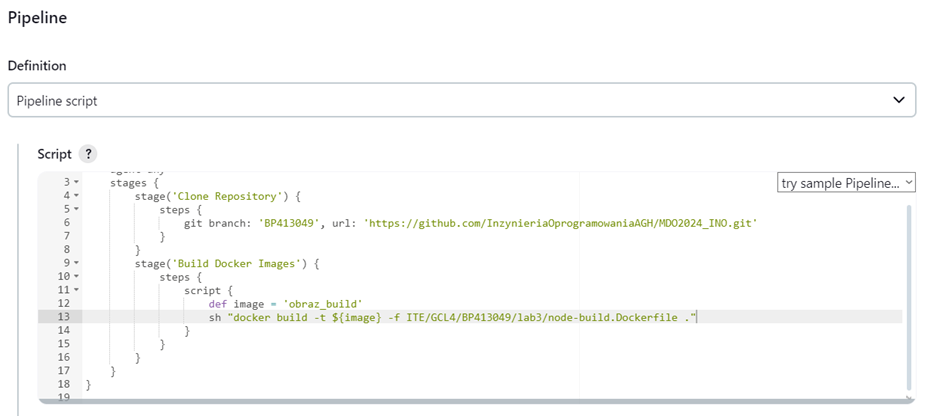 Pipeline
Definition
Pipeline script
Script ?
try sample Pipeline...
3 stages {
4 stage('Clone Repository') {
5 steps {
6 git branch: 'BP413049', url: 'https://github.com/InzynieriaOprogramowaniaAGH/MDO2024_INO.git'
7 }
8 }
9 stage('Build Docker Images') {
10 steps {
11 script {
12 def image = 'obraz_build'
13 sh "docker build -t ${image} -f ITE/GCL4/BP413049/lab3/node-build.Dockerfile ."
14 }
15 }
16 }
17 }
18 }
19